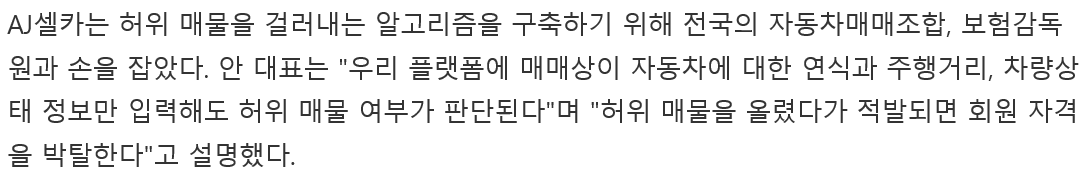 AJ셀카는 허위 매물을 걸러내는 알고리즘을 구축하기 위해 전국의 자동차매매조합, 보험감독
원과 손을 잡았다. 안 대표는 "우리 플랫폼에 매매상이 자동차에 대한 연식과 주행거리, 차량상
태 정보만 입력해도 허위 매물 여부가 판단된다"며 "허위 매물을 올렸다가 적발되면 회원 자격
을 박탈한다"고 설명했다.